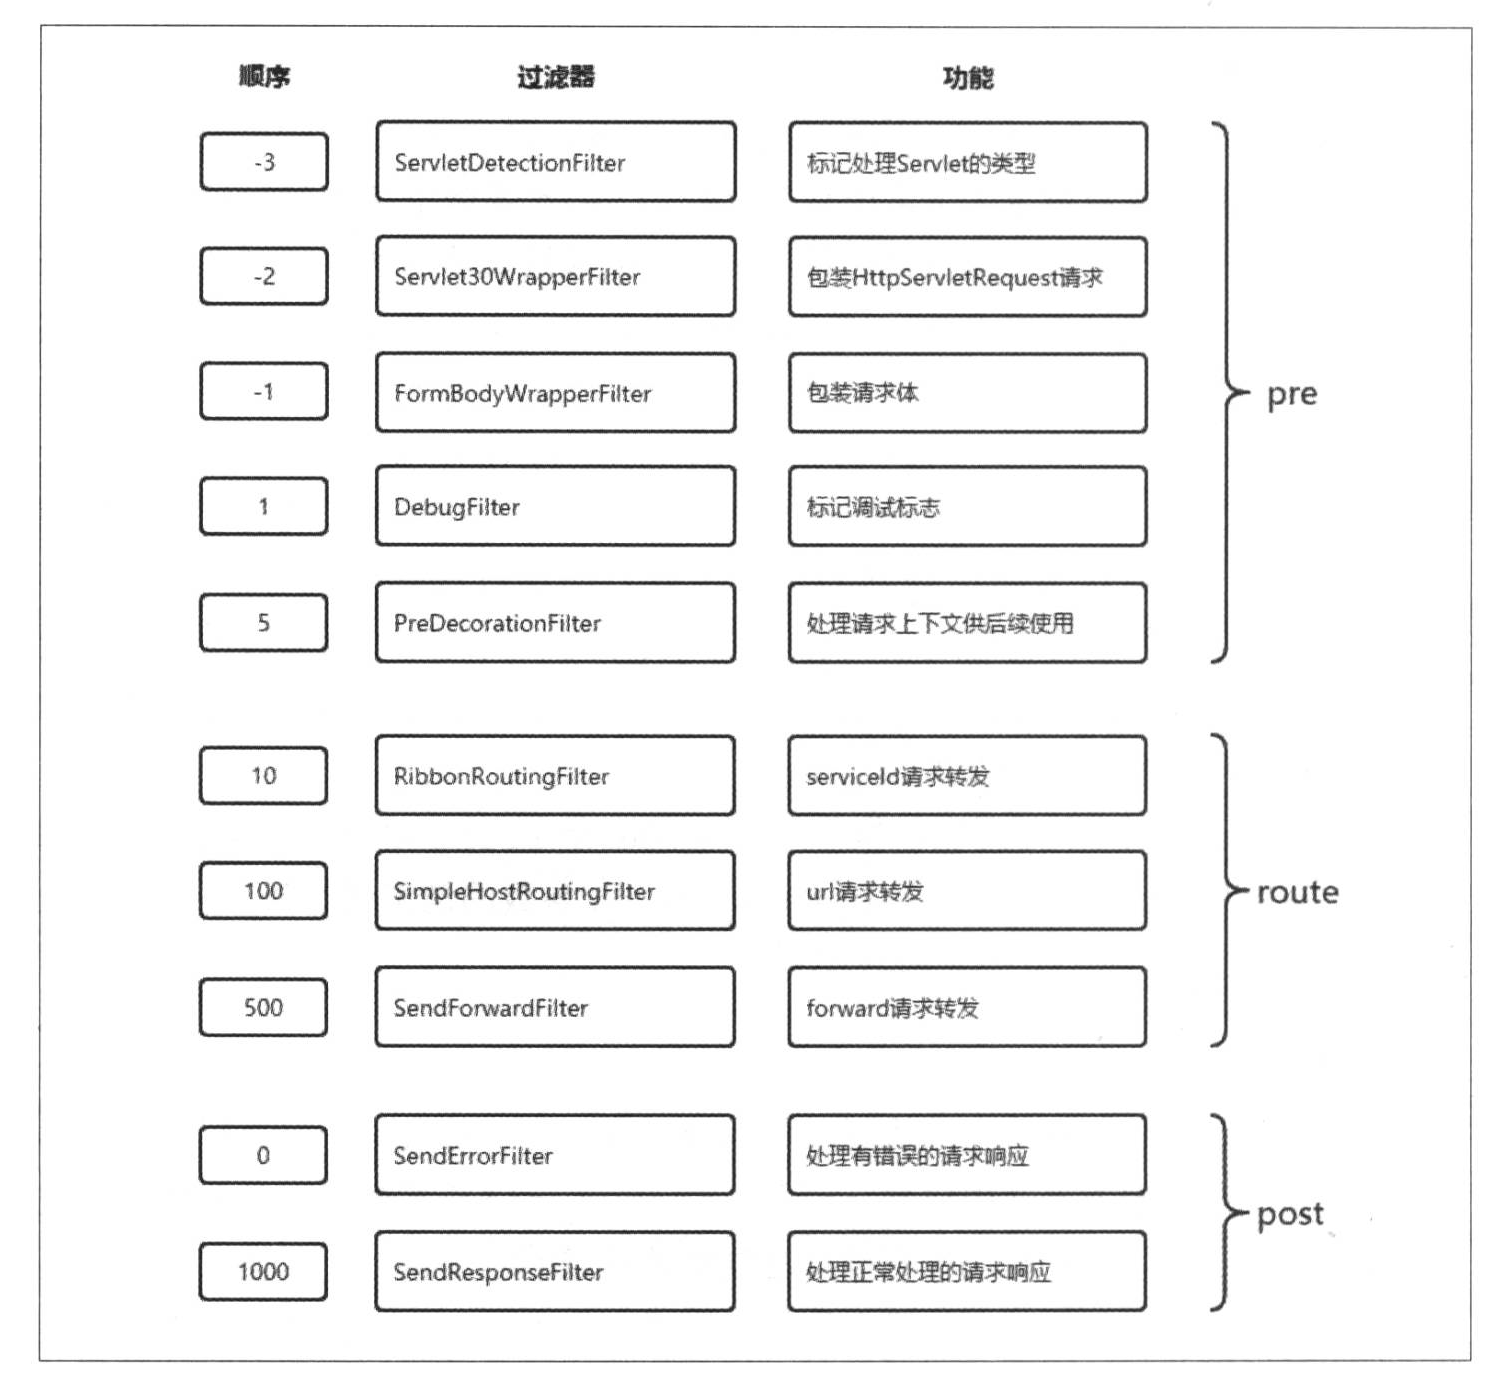 顺序 过滤器 功能
-3 ServletDetectionFilter 标记处理Servlet的类型
-2 Servlet30WrapperFilter 包装HttpServletRequest请求
-1 FormBodyWrapperFilter 包装请求体
pre
1 DebugFilter 标记调试标志
5 PreDecorationFilter 处理请求上下文供后续使用
10 RibbonRoutingFilter serviceId请求转发
100 SimpleHostRoutingFilter url请求转发
route
500 SendForwardFilter forward请求转发
0 SendErrorFilter 处理有错误的请求响应
post
1000 SendResponseFilter 处理正常处理的请求响应